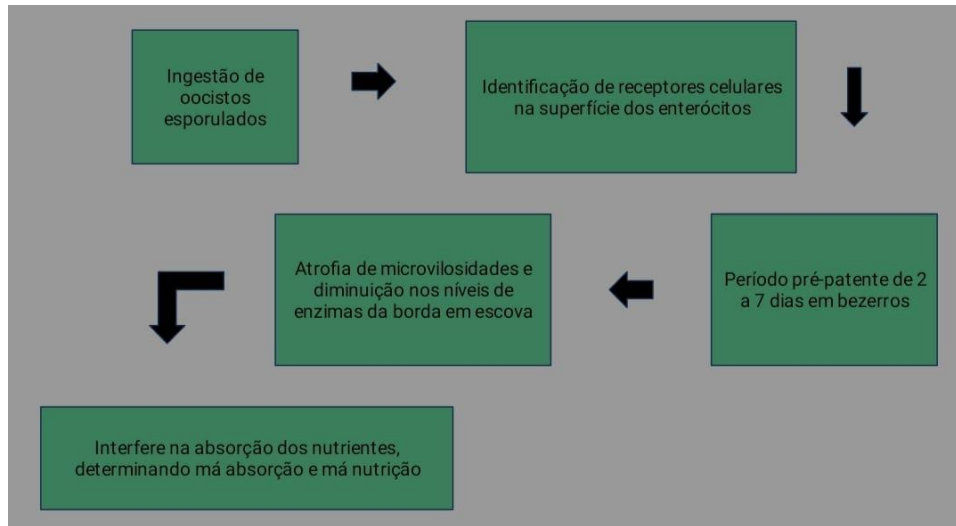 Ingestão de
oocistos
esporulados
Identificação de receptores celulares
na superfície dos enterócitos
Período pré-patente de 2
a 7 dias em bezerros
Atrofia de microvilosidades e
diminuição nos níveis de
enzimas da borda em escova
Interfere na absorção dos nutrientes,
determinando má absorção e má nutrição